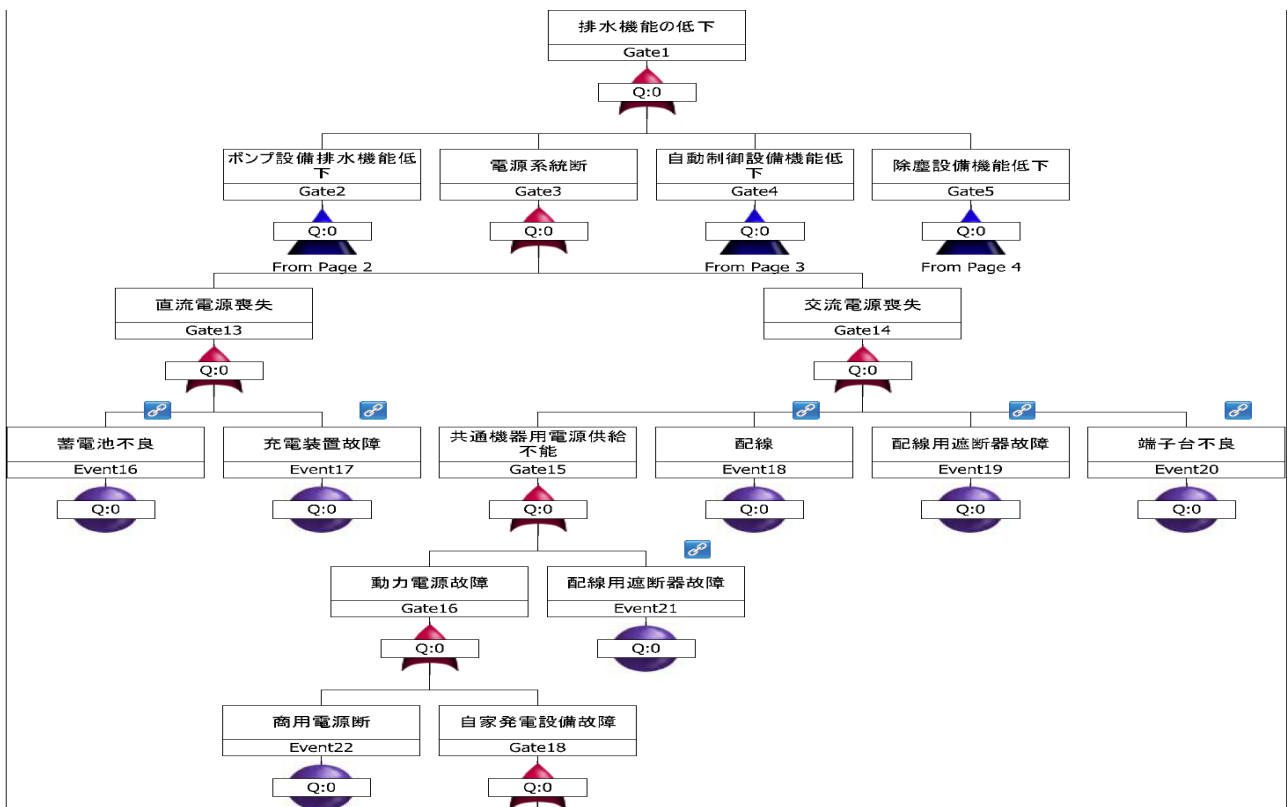 排水機能の低下
Gate1
Q:0
ポンプ設備排水機能低
下
Gate2
Q:0
From Page 2
電源系統断
Gate3
Q:0
自動制御設備機能低
下
Gate4
Q:0
From Page 3
除塵設備機能低下
Gate5
Q:0
From Page 4
直流電源喪失
Gate13
Q:0
交流電源喪失
Gate14
Q:0
蓄電池不良
Event16
Q:0
充電装置故障
Event17
Q:0
共通機器用電源供給
不能
Gate15
Q:0
配線
Event18
Q:0
配線用遮断器故障
Event19
Q:0
端子台不良
Event20
Q:0
動力電源故障
Gate16
Q:0
配線用遮断器故障
Event21
Q:0
商用電源断
Event22
Q:0
自家発電設備故障
Gate18
Q:0